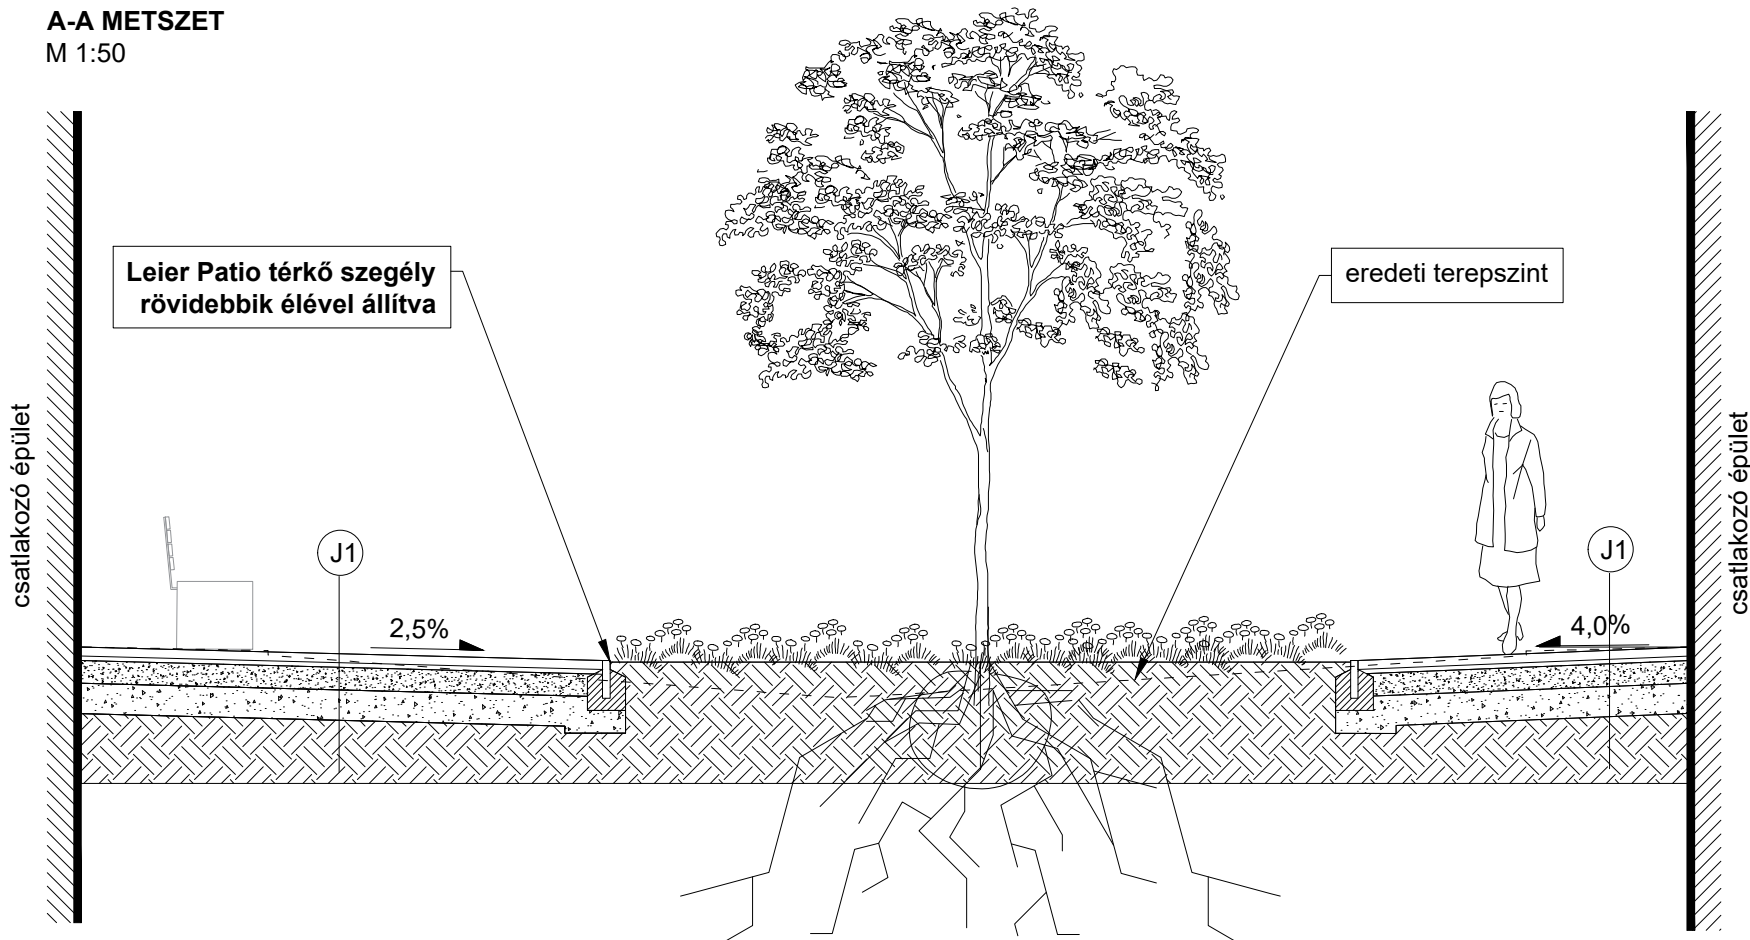 A-A METSZET
M 1:50
Leier Patio térkő szegély
rövidebbik élével állítva
eredeti terepszint
csatlakozó épület
csatlakozó épület
J1
J1
2,5%
4,0%